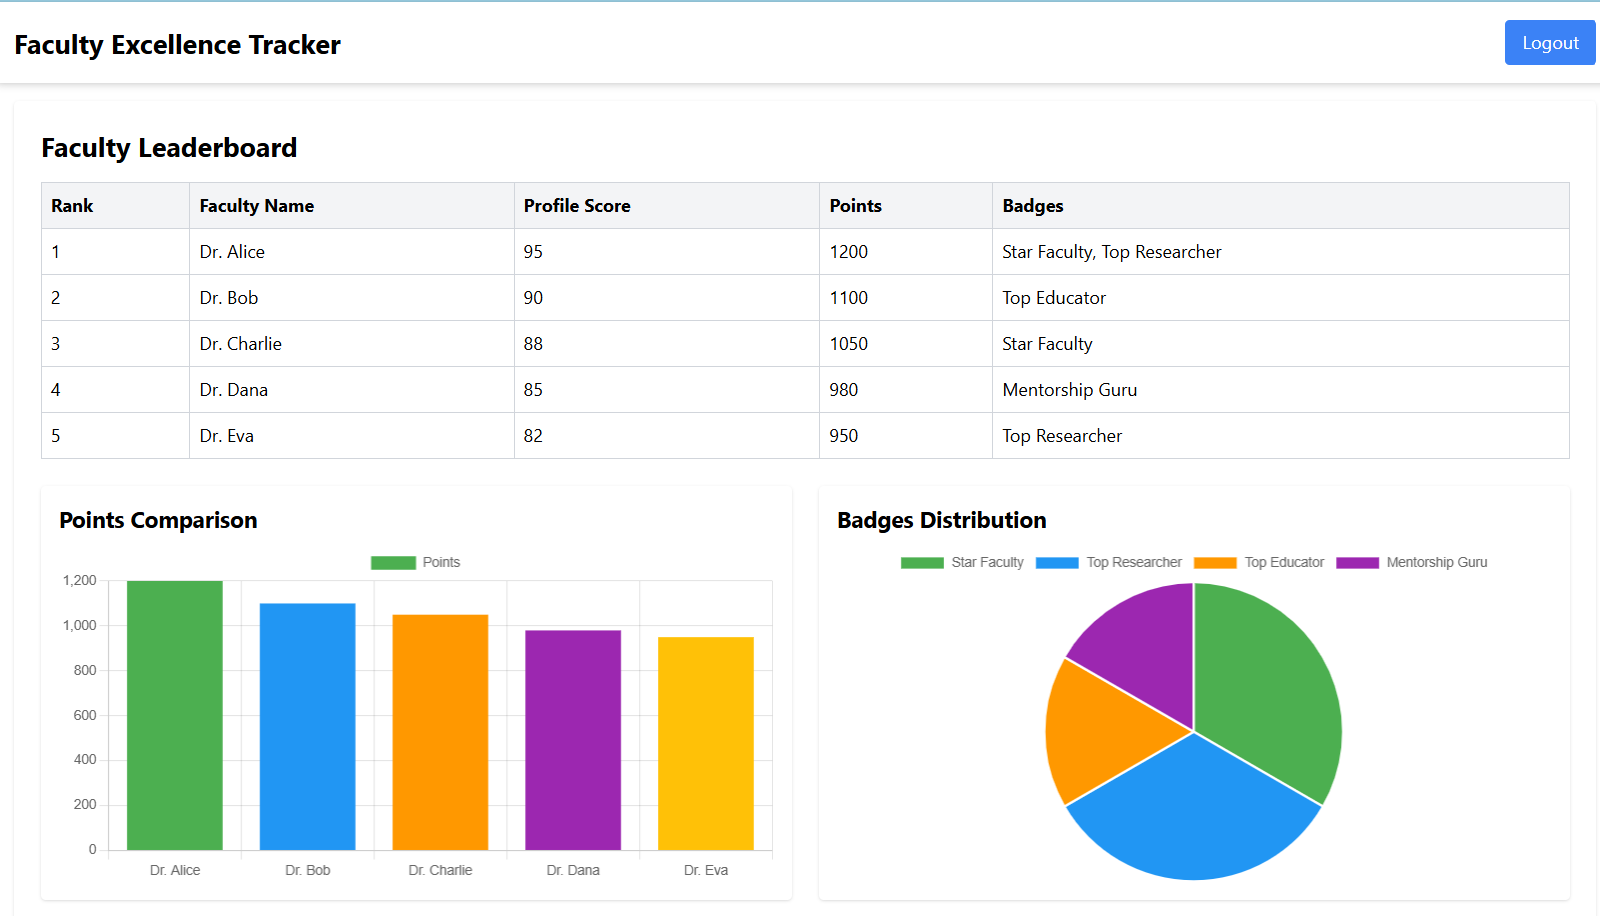 Faculty Excellence Tracker
Logout
Faculty Leaderboard
Rank Faculty Name Profile Score Points Badges
1 Dr. Alice 95 1200 Star Faculty, Top Researcher
2 Dr. Bob 90 1100 Top Educator
3 Dr. Charlie 88 1050 Star Faculty
4 Dr. Dana 85 980 Mentorship Guru
5 Dr. Eva 82 950 Top Researcher
Points Comparison
Points
1,200
1,000
800
600
400
200
0
Dr. Alice Dr. Bob Dr. Charlie Dr. Dana Dr. Eva
Badges Distribution
Star Faculty Top Researcher Top Educator Mentorship Guru